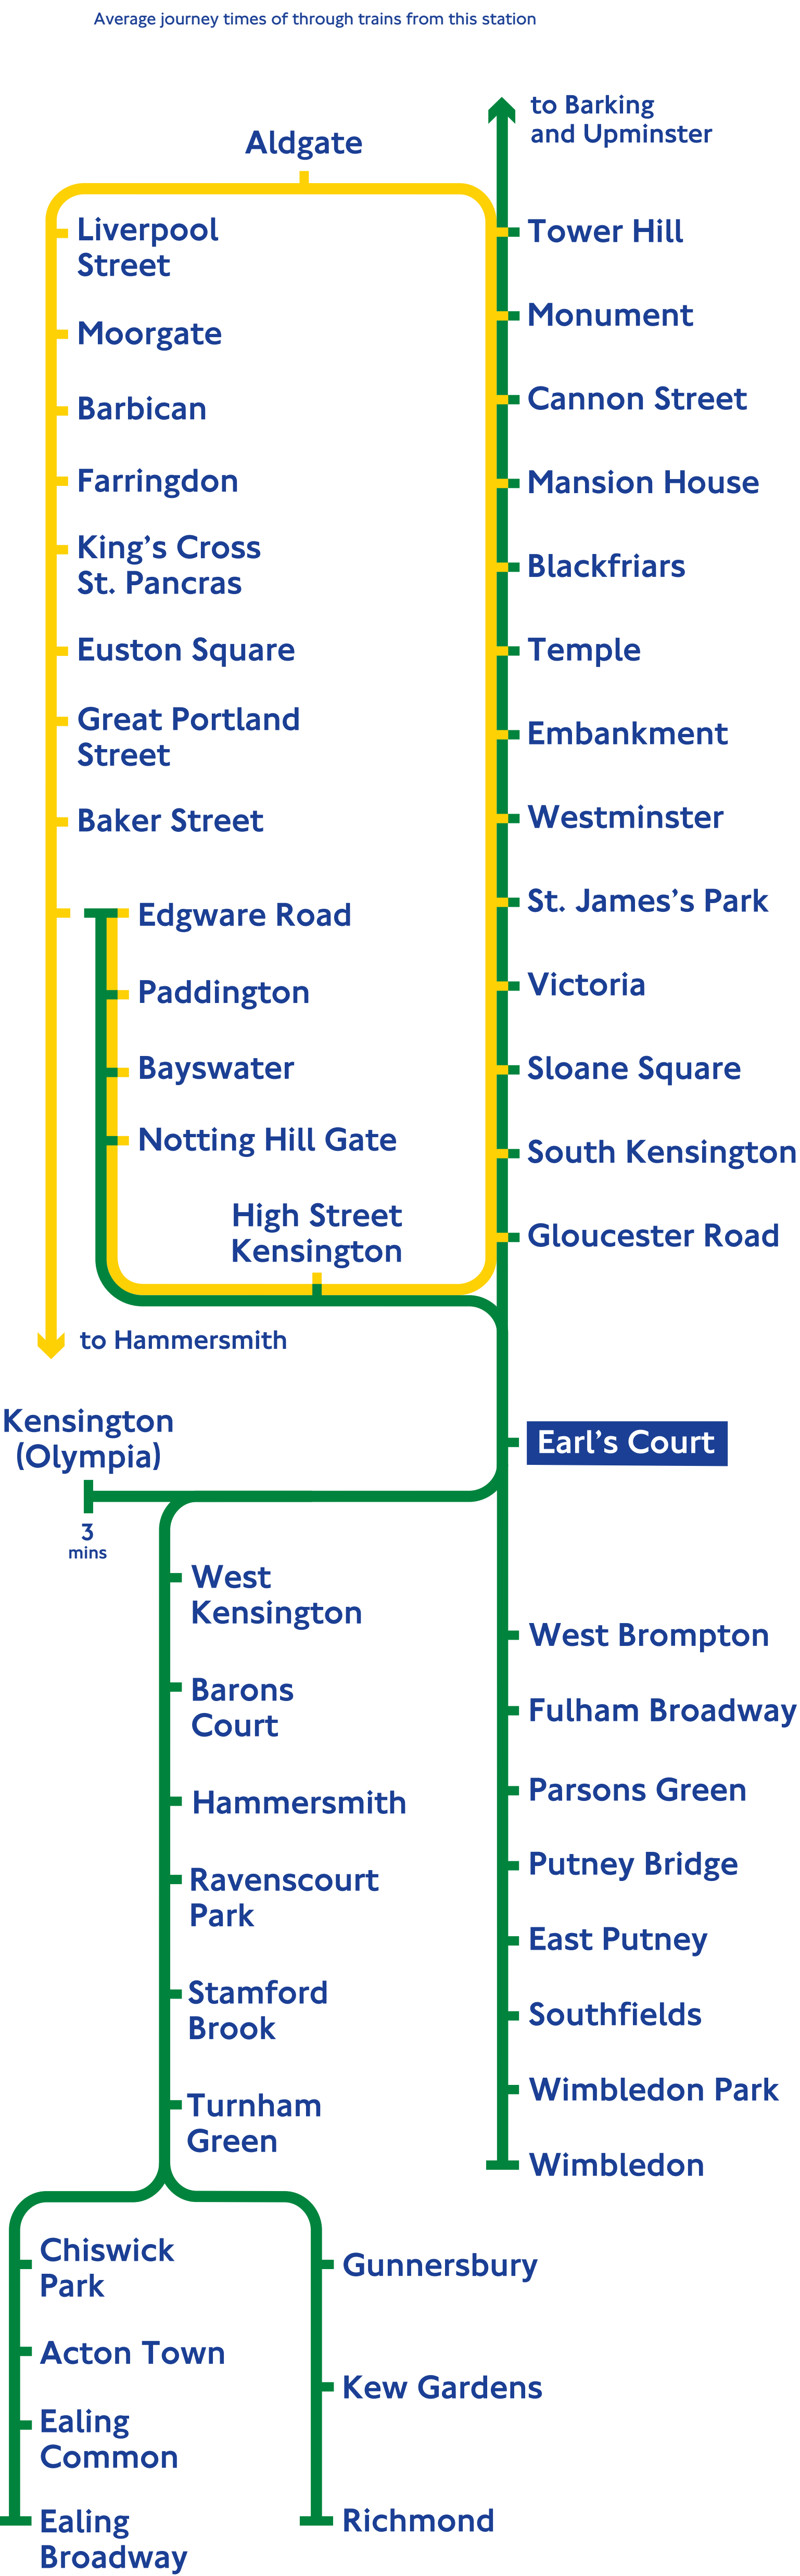 Average journey times of through trains from this station
to Barking
and Upminster
Aldgate
Liverpool
Street
Moorgate
Barbican
Farringdon
King's Cross
St. Pancras
Euston Square
Great Portland
Street
Baker Street
Edgware Road
Paddington
Bayswater
Notting Hill Gate
High Street
Kensington
to Hammersmith
Tower Hill
Monument
Cannon Street
Mansion House
Blackfriars
Temple
Embankment
Westminster
St. James's Park
Victoria
Sloane Square
South Kensington
Gloucester Road
Earl's Court
Kensington
(Olympia)
3
mins
West
Kensington
Barons
Court
Hammersmith
Ravenscourt
Park
Stamford
Brook
Turnham
Green
West Brompton
Fulham Broadway
Parsons Green
Putney Bridge
East Putney
Southfields
Wimbledon Park
Wimbledon
Chiswick
Park
Acton Town
Ealing
Common
Ealing
Broadway
Gunnersbury
Kew Gardens
Richmond